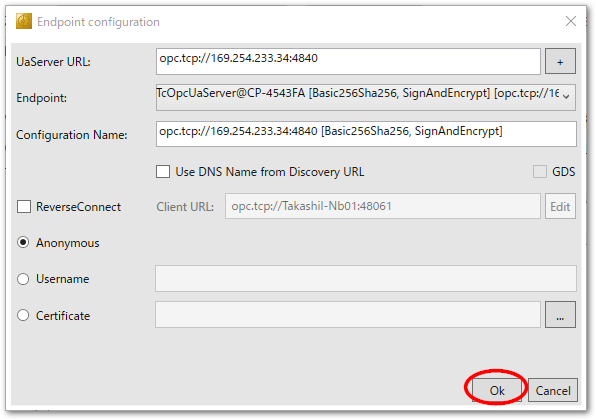 Endpoint configuration
UaServer URL: opc.tcp://169.254.233.34:4840 +
Endpoint: TcOpcUaServer@CP-4543FA [Basic256Sha256, SignAndEncrypt] [opc.tcp://16
Configuration Name: opc.tcp://169.254.233.34:4840 [Basic256Sha256, SignAndEncrypt]
Use DNS Name from Discovery URL GDS
ReverseConnect Client URL: opc.tcp://Takashil-Nb01:48061 Edit
Anonymous
Username
Certificate ...
Ok Cancel